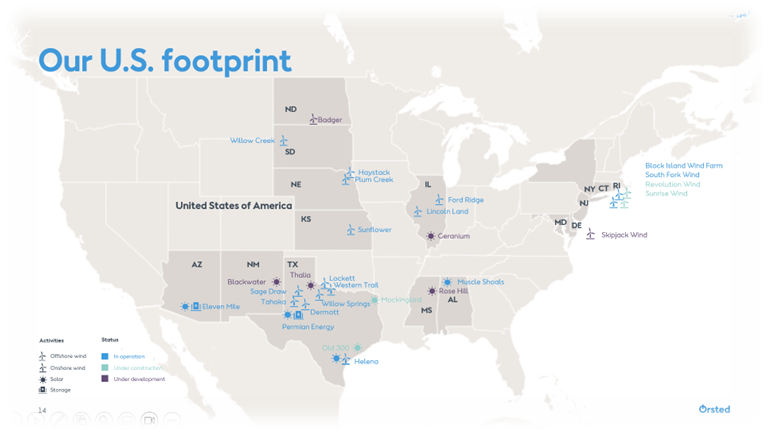 Our U.S. footprint
ND
Badger
Willow Creek
SD
NE
Haystack
Plum Creek
IL
Ford Ridge
Lincoln Land
United States of America
KS
Sunflower
Geranium
NY CT RI
NJ
MD DE
Block Island Wind Farm
South Fork Wind
Revolution Wind
Sunrise Wind
Skipjack Wind
AZ
NM
TX
Blackwater
Thalia
Lockett
Western Trail
Sage Draw
Tahoka
Willow Springs
Dermott
Mockingbird
Eleven Mile
Permian Energy
Muscle Shoals
Rose Hill
MS
AL
Old 300
Helena
Activities
Offshore wind
Onshore wind
Solar
Storage
Status
In operation
Under construction
Under development
14
Ørsted